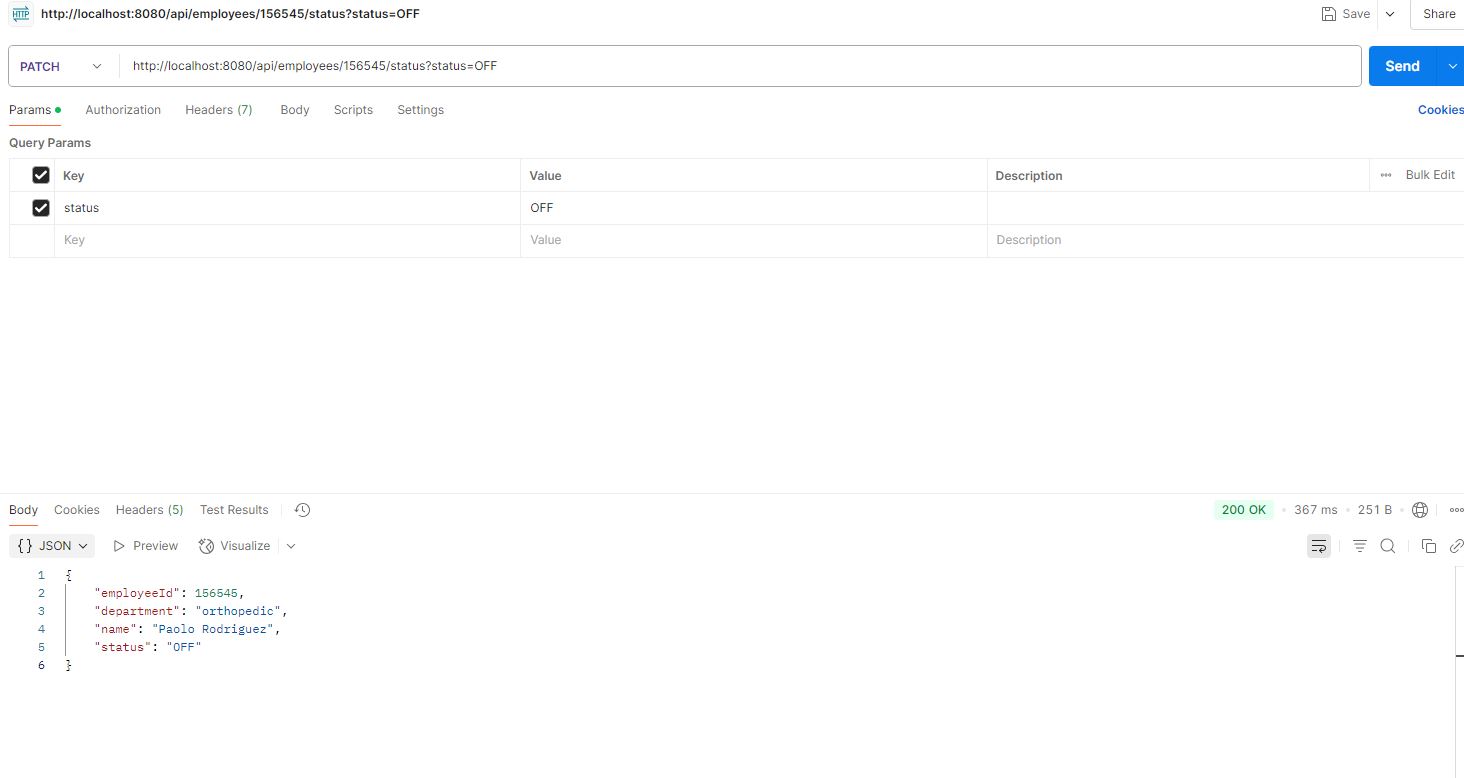 HTTP http://localhost:8080/api/employees/156545/status?status=OFF Save Share
PATCH http://localhost:8080/api/employees/156545/status?status=OFF Send
Params Authorization Headers (7) Body Scripts Settings Cookies
Query Params
Key Value Description Bulk Edit
status OFF
Key Value Description
Body Cookies Headers (5) Test Results 200 OK 367 ms 251 B
{} JSON Preview Visualize
1 {
2 "employeeId": 156545,
3 "department": "orthopedic",
4 "name": "Paolo Rodriguez",
5 "status": "OFF"
6 }